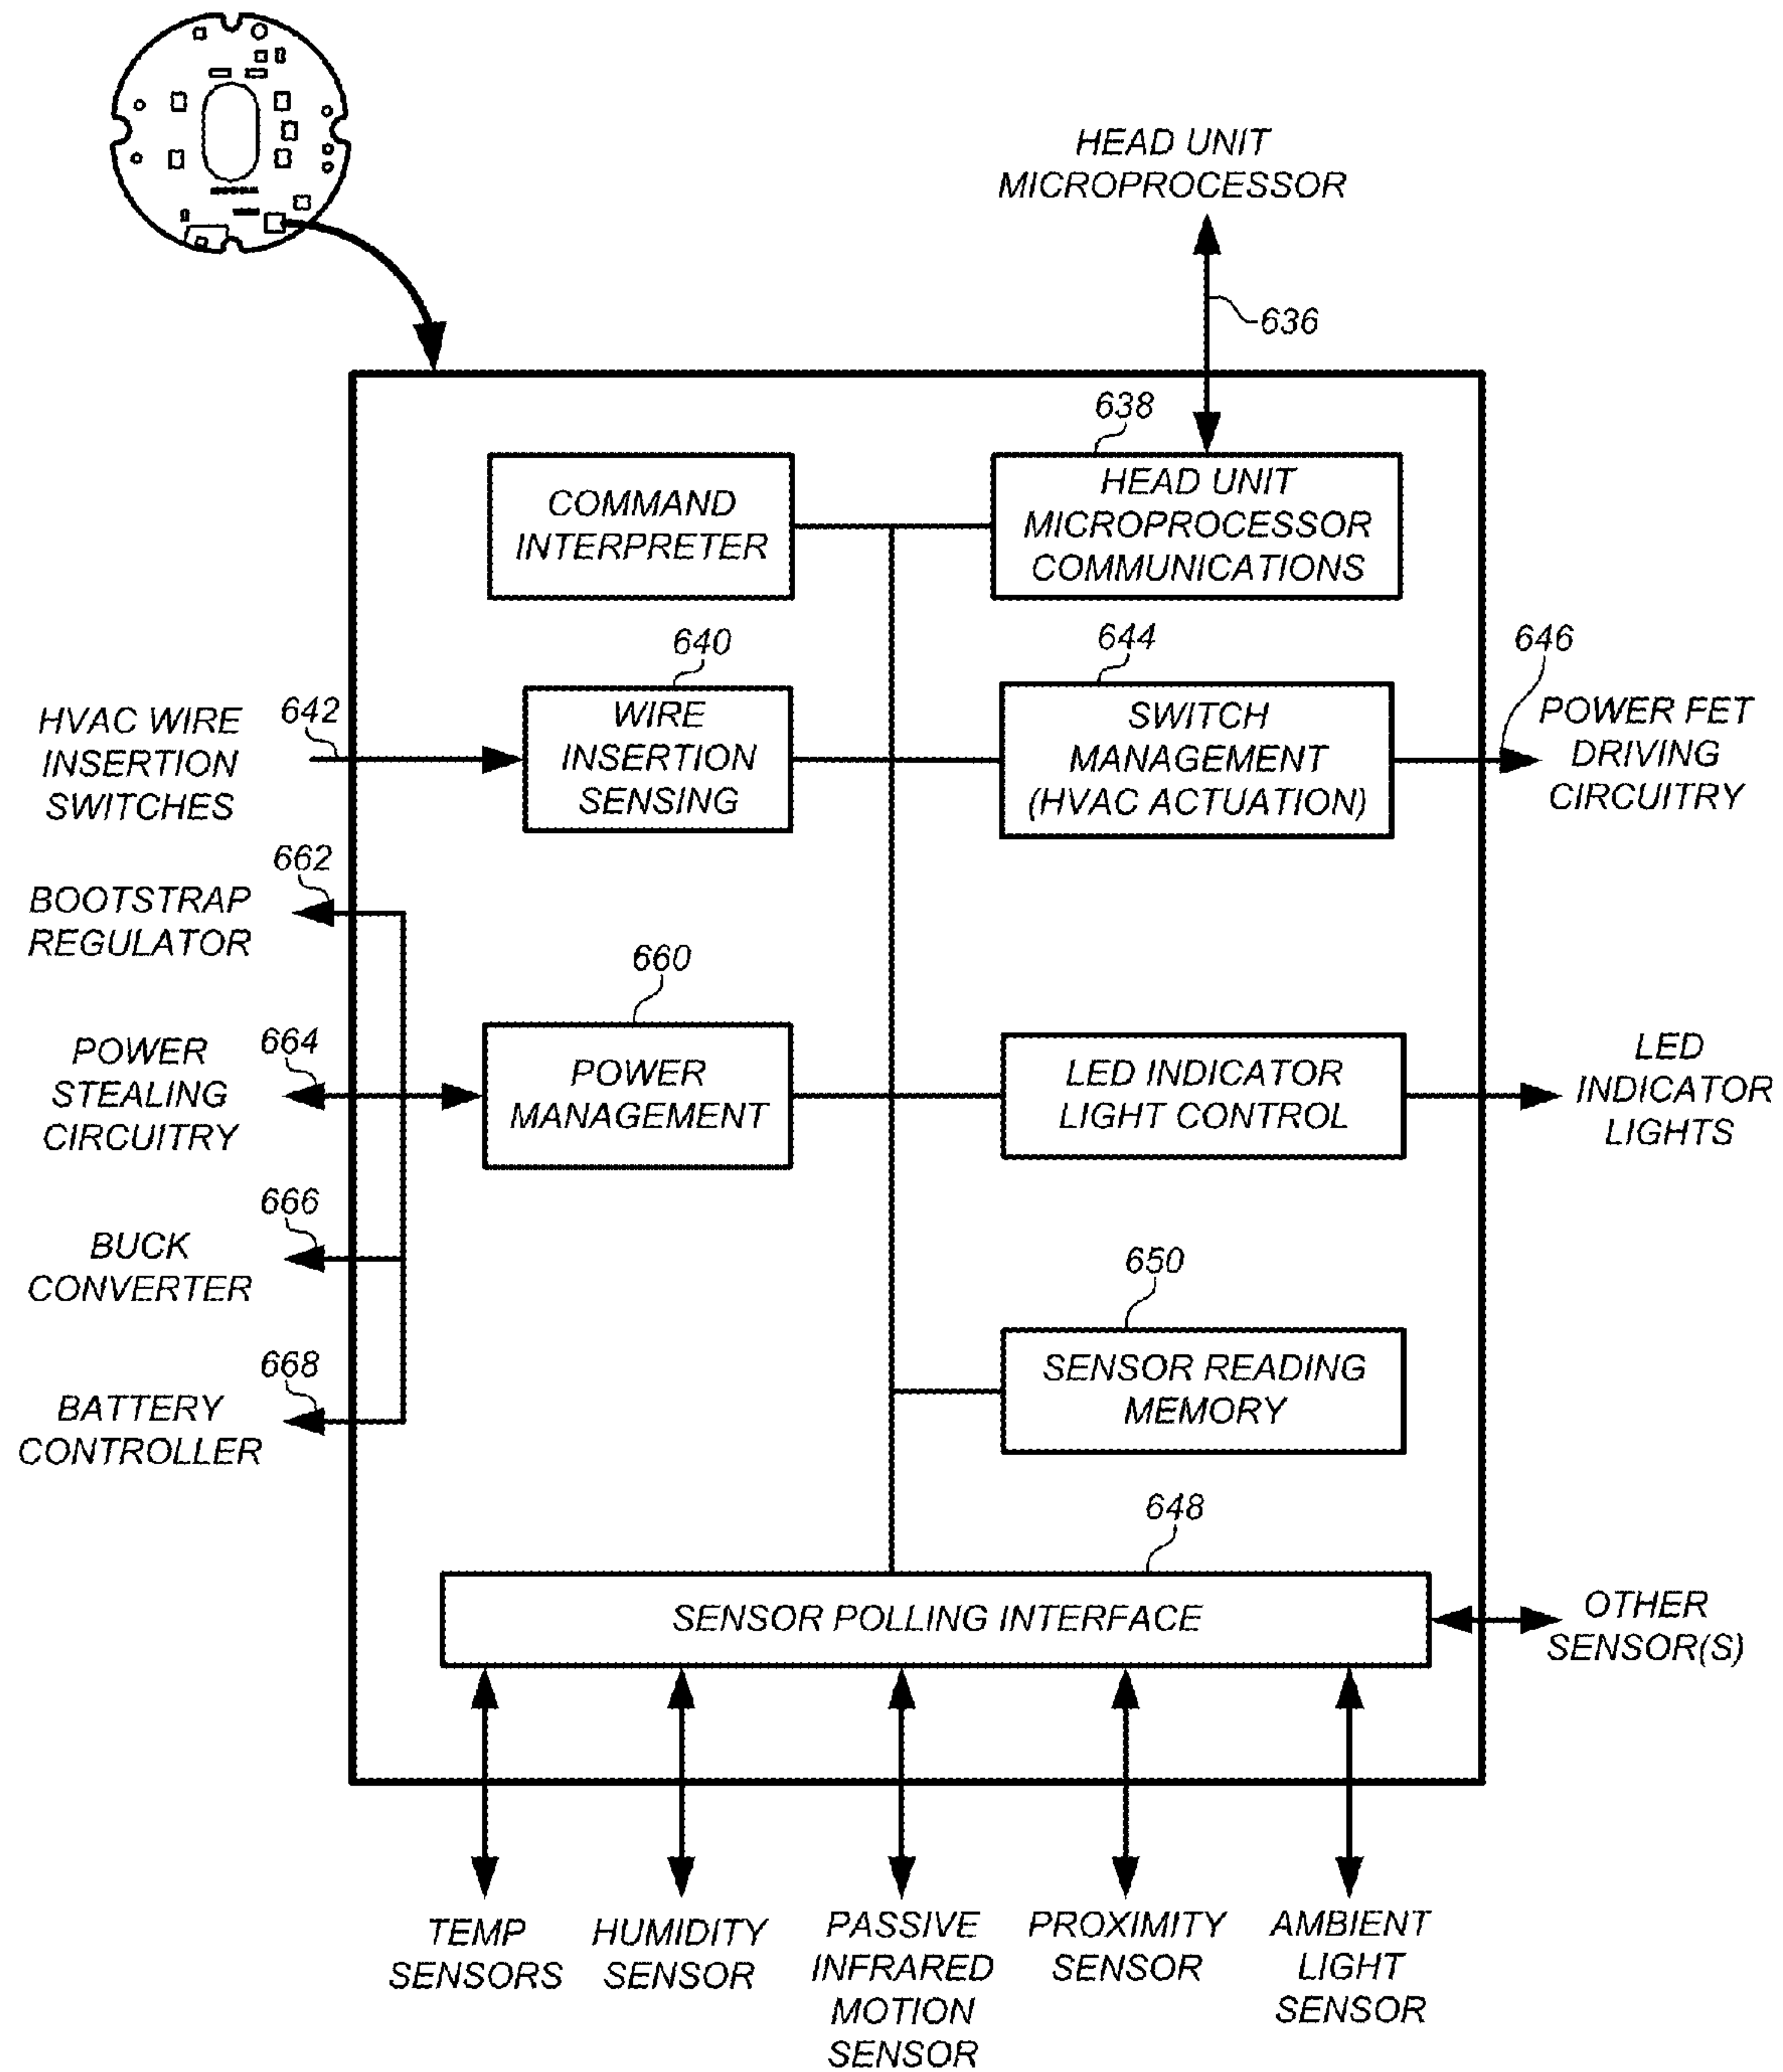 HEAD UNIT
MICROPROCESSOR
636
638
COMMAND
INTERPRETER
HEAD UNIT
MICROPROCESSOR
COMMUNICATIONS
640
644
646
HVAC WIRE
INSERTION
SWITCHES
642
WIRE
INSERTION
SENSING
SWITCH
MANAGEMENT
(HVAC ACTUATION)
POWER FET
DRIVING
CIRCUITRY
662
BOOTSTRAP
REGULATOR
660
POWER
STEALING
CIRCUITRY
664
POWER
MANAGEMENT
LED INDICATOR
LIGHT CONTROL
LED
INDICATOR
LIGHTS
666
BUCK
CONVERTER
650
SENSOR READING
MEMORY
668
BATTERY
CONTROLLER
648
SENSOR POLLING INTERFACE
OTHER
SENSOR(S)
TEMP
SENSORS
HUMIDITY
SENSOR
PASSIVE
INFRARED
MOTION
SENSOR
PROXIMITY
SENSOR
AMBIENT
LIGHT
SENSOR